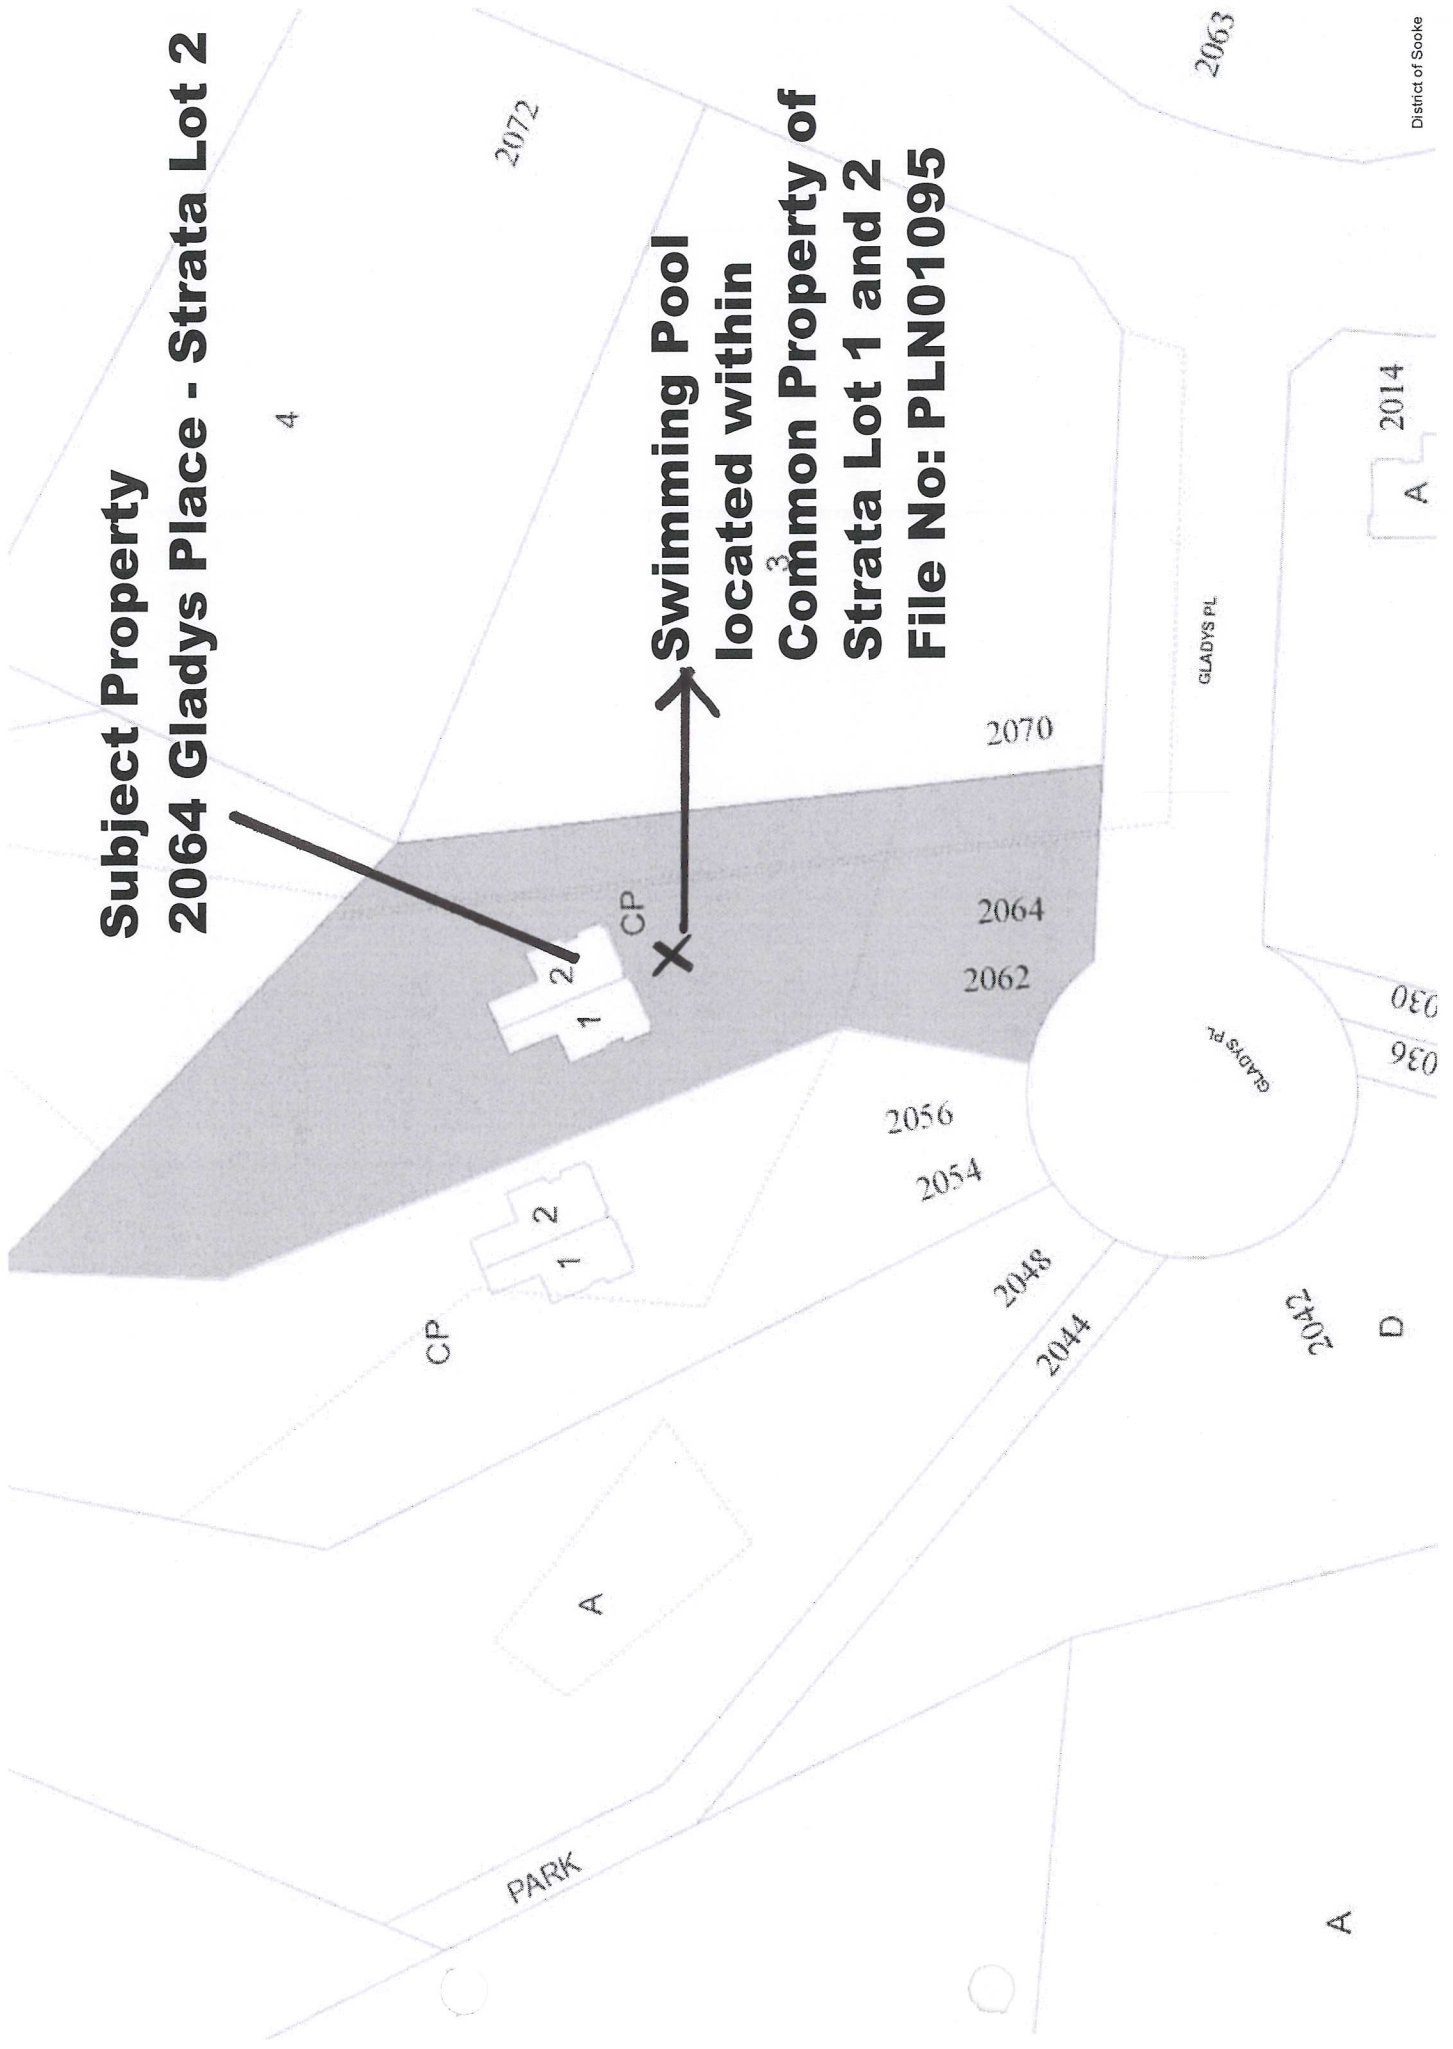 Subject Property
2064 Gladys Place - Strata Lot 2
4
CP
2072
PARK
1
2
1
2
A
CP
Swimming Pool
located within
3
Common Property of
Strata Lot 1 and 2
File No: PLN01095
2054
2056
2062
2064
2070
2048
2044
GLADYS PL
GLADYS PL
2063
2042
A
D
036
030
2014
A
District of Sooke